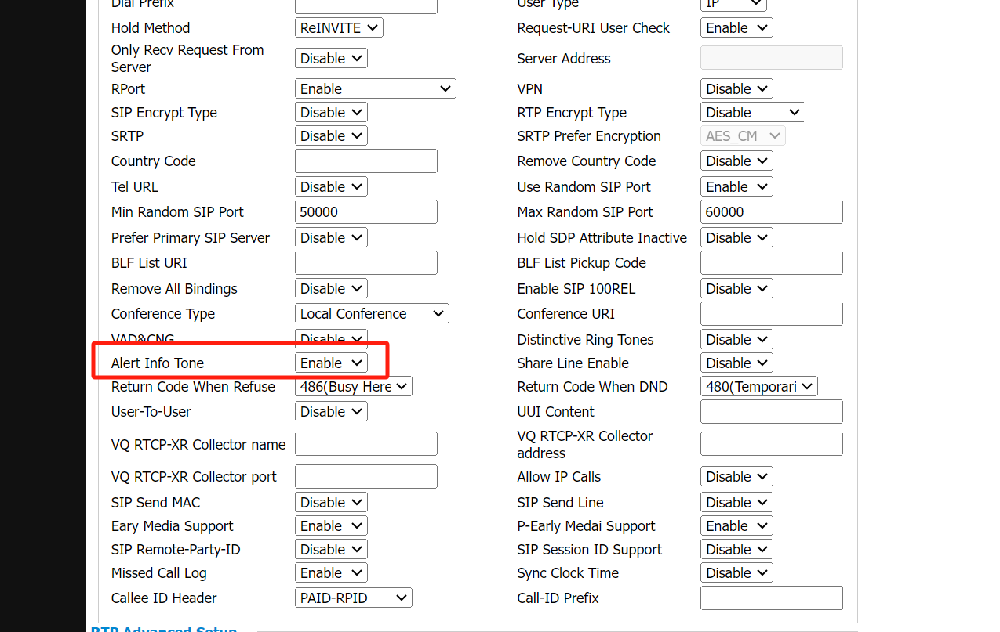 Dial Prefix
User Type IP
Hold Method ReINVITE
Request-URI User Check Enable
Only Recv Request From
Server Disable
Server Address
RPort Enable
VPN Disable
SIP Encrypt Type Disable
RTP Encrypt Type Disable
SRTP Disable
SRTP Prefer Encryption AES_CM
Country Code
Remove Country Code Disable
Tel URL Disable
Use Random SIP Port Enable
Min Random SIP Port 50000
Max Random SIP Port 60000
Prefer Primary SIP Server Disable
Hold SDP Attribute Inactive Disable
BLF List URI
BLF List Pickup Code
Remove All Bindings Disable
Enable SIP 100REL Disable
Conference Type Local Conference
Conference URI
VAD&CNG Disable
Distinctive Ring Tones Disable
Alert Info Tone Enable
Share Line Enable Disable
Return Code When Refuse 486(Busy Here
Return Code When DND 480(Temporari
User-To-User Disable
UUI Content
VQ RTCP-XR Collector name
VQ RTCP-XR Collector
address
VQ RTCP-XR Collector port
Allow IP Calls Disable
SIP Send MAC Disable
SIP Send Line Disable
Eary Media Support Enable
P-Early Medai Support Enable
SIP Remote-Party-ID Disable
SIP Session ID Support Disable
Missed Call Log Enable
Sync Clock Time Disable
Callee ID Header PAID-RPID
Call-ID Prefix
RTP Advanced Setup